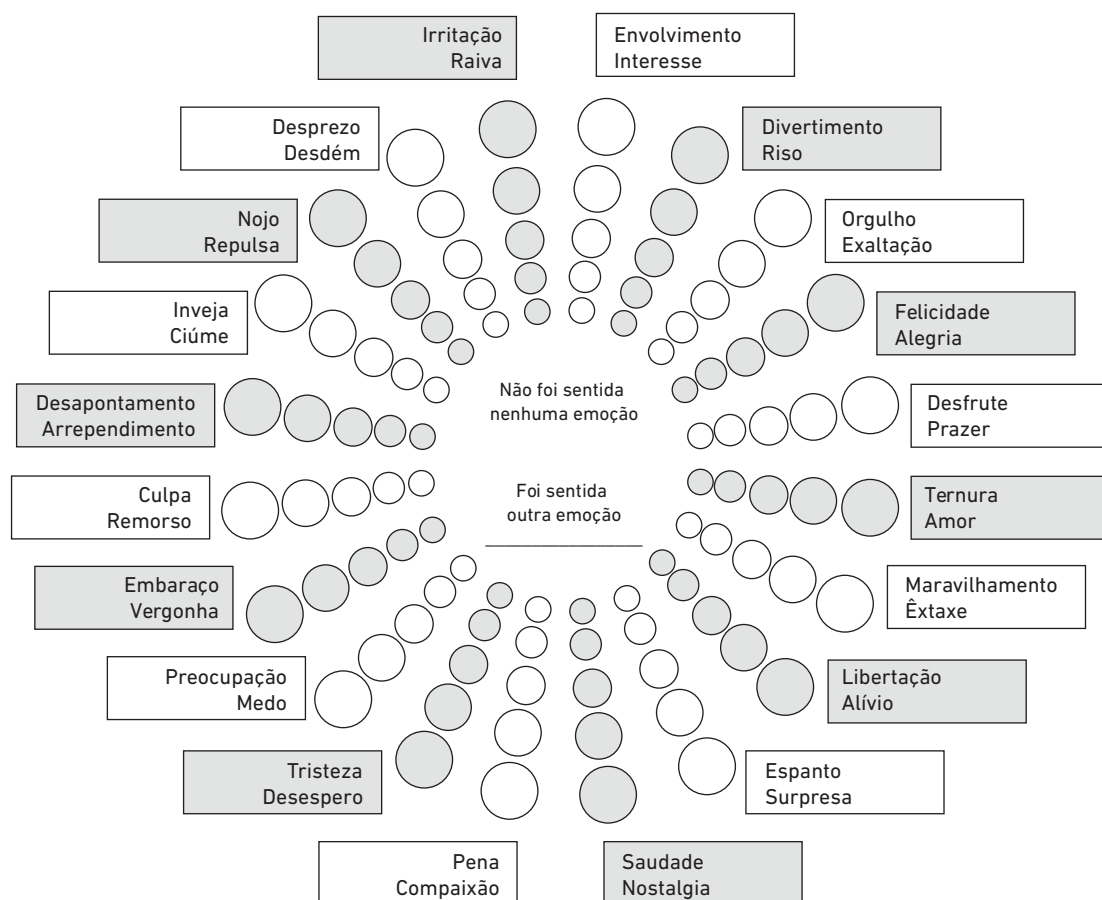 Irritação
Raiva
Envolvimento
Interesse
Desprezo
Desdém
Divertimento
Riso
Nojo
Repulsa
Orgulho
Exaltação
Inveja
Ciúme
Felicidade
Alegria
Desapontamento
Arrependimento
Não foi sentida
nenhuma emoção
Desfrute
Prazer
Culpa
Remorso
Foi sentida
outra emoção
Ternura
Amor
Embaraço
Vergonha
Maravilhamento
Êxtaxe
Preocupação
Medo
Libertação
Alívio
Tristeza
Desespero
Espanto
Surpresa
Pena
Compaixão
Saudade
Nostalgia